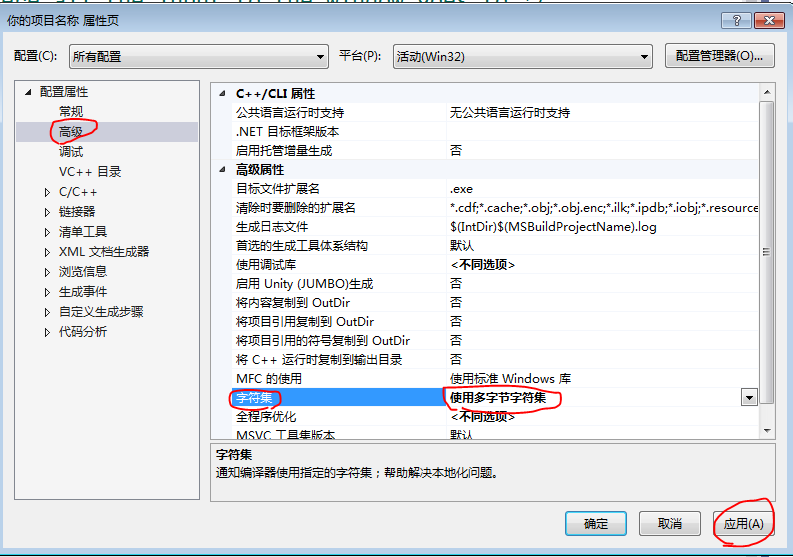 你的项目名称 属性页
配置(C): 所有配置 平台(P): 活动(Win32) 配置管理器(O)...
配置属性
常规
高级
调试
VC++ 目录
C/C++
链接器
清单工具
XML 文档生成器
浏览信息
生成事件
自定义生成步骤
代码分析
C++/CLI 属性
公共语言运行时支持 无公共语言运行时支持
.NET 目标框架版本
启用托管增量生成 否
高级属性
目标文件扩展名 .exe
清除时要删除的扩展名 *.cdf;*.cache;*.obj;*.obj.enc;*.ilk;*.ipdb;*.iobj;*.resource
生成日志文件 $(IntDir)$(MSBuildProjectName).log
首选的生成工具体系结构 默认
使用调试库 <不同选项>
启用 Unity (JUMBO)生成 否
将内容复制到 OutDir 否
将项目引用复制到 OutDir 否
将项目引用的符号复制到 OutDir 否
将 C++ 运行时复制到输出目录 否
MFC 的使用 使用标准 Windows 库
字符集 使用多字节字符集
全程序优化 <不同选项>
MSVC 工具集版本 默认
字符集
通知编译器使用指定的字符集；帮助解决本地化问题。
确定 取消 应用(A)